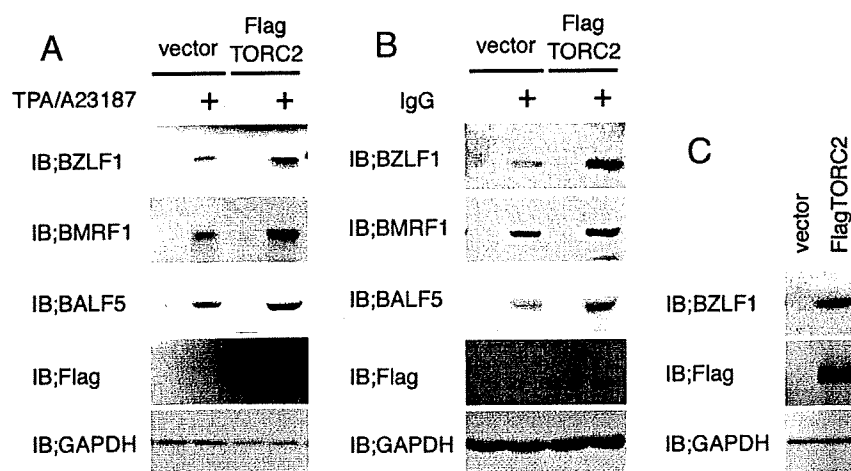 A
vector
Flag
TORC2
TPA/A23187
+
+
IB;BZLF1
IB;BMRF1
IB;BALF5
IB;Flag
IB;GAPDH
B
vector
Flag
TORC2
IgG
+
+
IB;BZLF1
IB;BMRF1
IB;BALF5
IB;Flag
IB;GAPDH
C
vector
FlagTORC2
IB;BZLF1
IB;Flag
IB;GAPDH